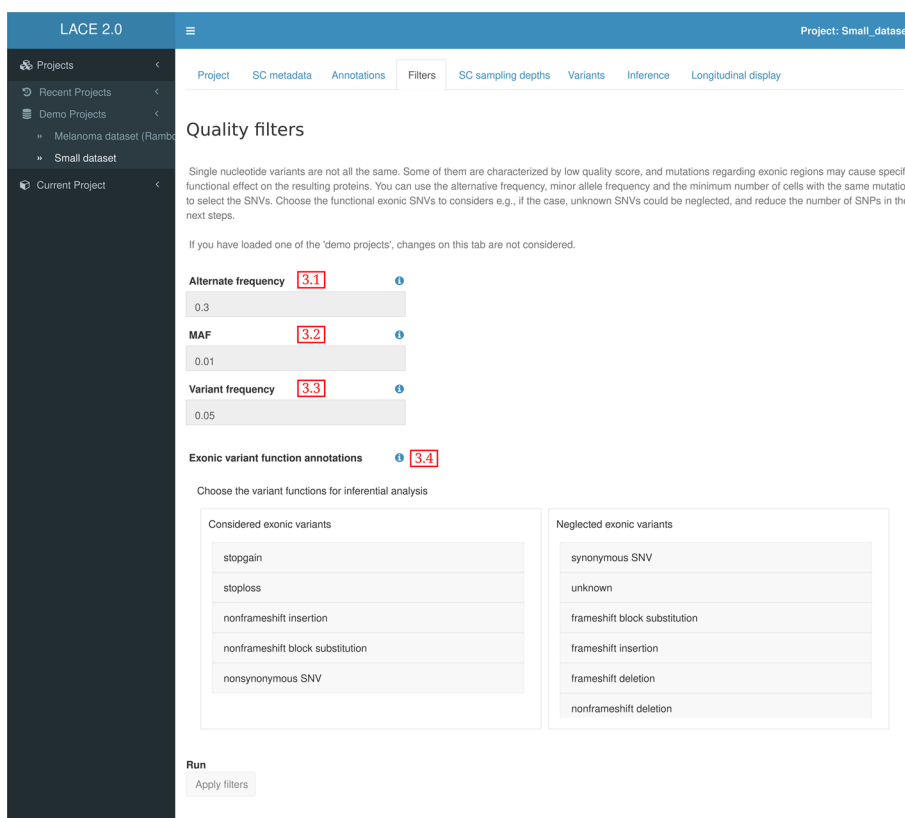 LACE 2.0
Project: Small_datase
Projects
Recent Projects
Demo Projects
» Melanoma dataset (Rambo
» Small dataset
Current Project
Project SC metadata Annotations Filters SC sampling depths Variants Inference Longitudinal display
Quality filters
Single nucleotide variants are not all the same. Some of them are characterized by low quality score, and mutations regarding exonic regions may cause specif
functional effect on the resulting proteins. You can use the alternative frequency, minor allele frequency and the minimum number of cells with the same mutatio
to select the SNVs. Choose the functional exonic SNVs to considers e.g., if the case, unknown SNVs could be neglected, and reduce the number of SNPs in the
next steps.
If you have loaded one of the 'demo projects', changes on this tab are not considered.
Alternate frequency 3.1
0.3
MAF 3.2
0.01
Variant frequency 3.3
0.05
Exonic variant function annotations 3.4
Choose the variant functions for inferential analysis
Considered exonic variants
stopgain
stoploss
nonframeshift insertion
nonframeshift block substitution
nonsynonymous SNV
Neglected exonic variants
synonymous SNV
unknown
frameshift block substitution
frameshift insertion
frameshift deletion
nonframeshift deletion
Run
Apply filters